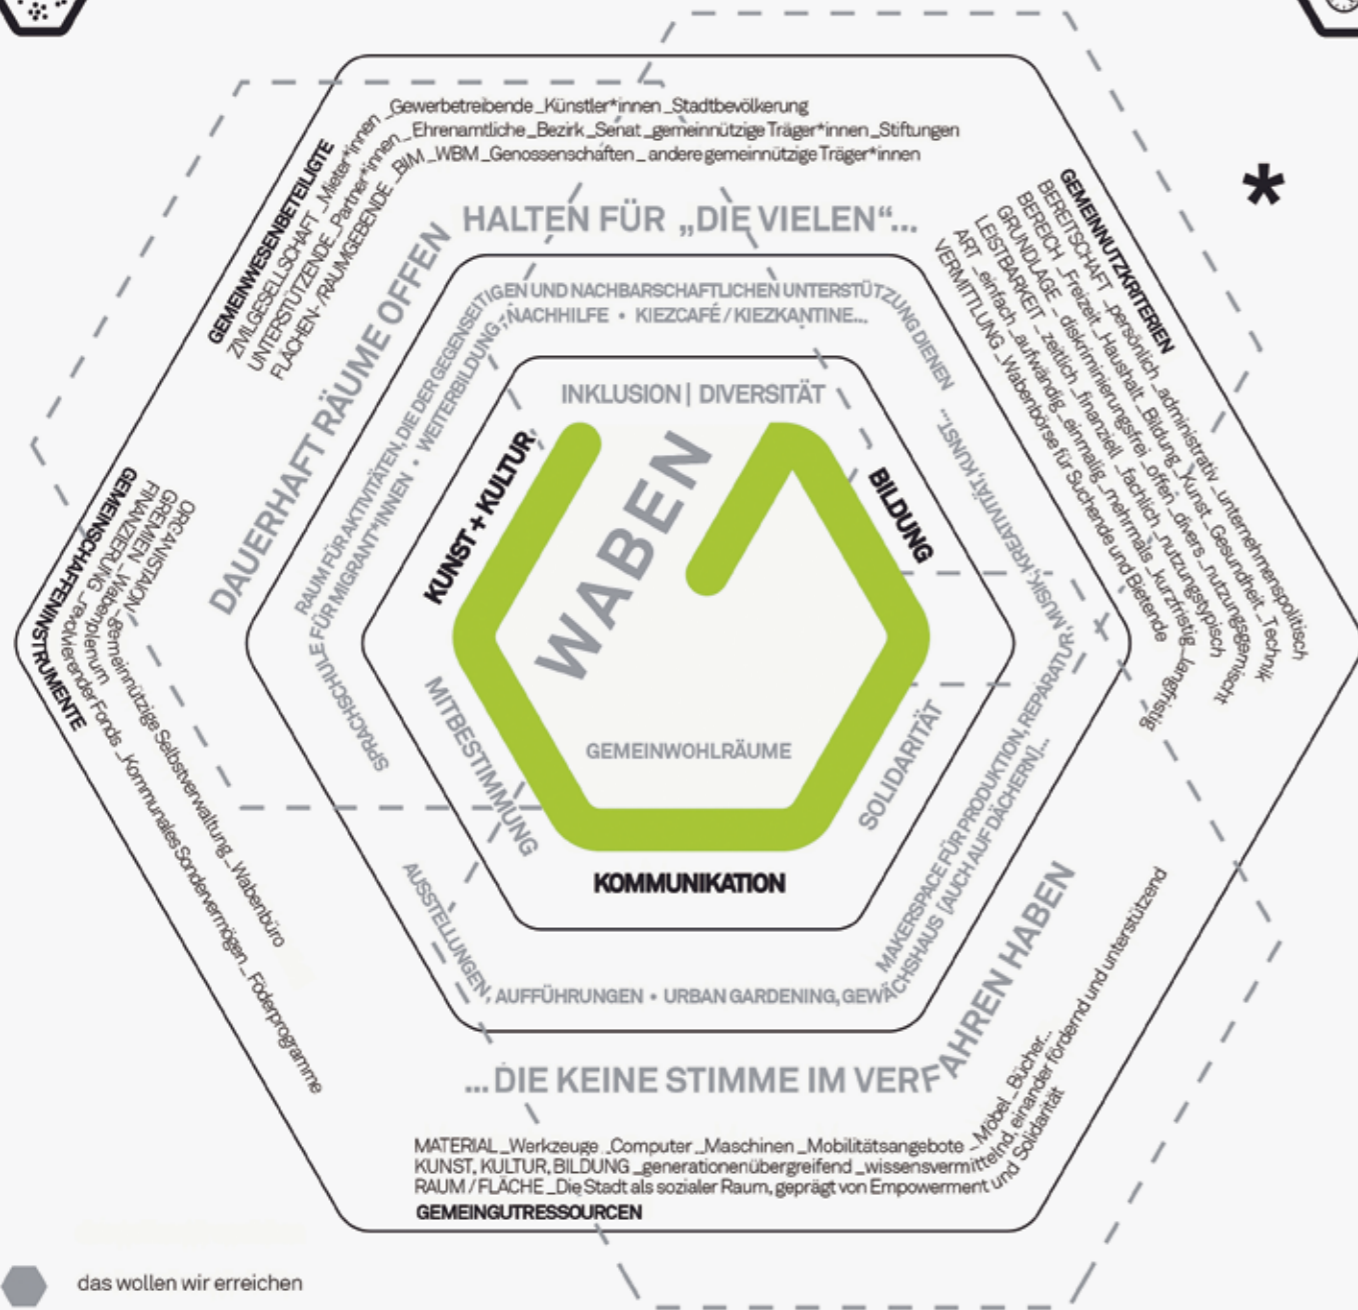 GEMEINWESENBETEILIGTE
ZIVILGESELLSCHAFT _Mieter*innen _Gewerbetreibende _Künstler*innen _Stadtbevölkerung
UNTERSTÜTZENDE _Partner*innen _Ehrenamtliche _Bezirk _Senat _gemeinnützige Träger*innen _Stiftungen
FLÄCHEN-/RAUMGEBENDE _BIM _WBM _Genossenschaften _ andere gemeinnützige Träger*innen
*
GEMEINNUTZKRITERIEN
BEREITSCHAFT _persönlich _administrativ _unternehmenspolitisch
BEREICH _Freizeit _Haushalt _Bildung _Kunst _Gesundheit _Technik
GRUNDLAGE _ diskriminierungsfrei _offen _divers _nutzungsgemischt
LEISTBARKEIT _zeitlich _finanziell _fachlich _nutzungstypisch
ART _einfach _aufwändig _einmalig _mehrmals _kurzfristig _langfristig
VERMITTLUNG _Wabenbörse für Suchende und Bietende
DAUERHAFT RÄUME OFFEN HALTEN FÜR „DIE VIELEN“...
RAUM FÜR AKTIVITÄTEN, DIE DER GEGENSEITIGEN UND NACHBARSCHAFTLICHEN UNTERSTÜTZUNG DIENEN
SPRACHSCHULE FÜR MIGRANT*INNEN • WEITERBILDUNG, NACHHILFE • KIEZCAFÉ / KIEZKANTINE...
INKLUSION | DIVERSITÄT
KUNST + KULTUR
WABEN
BILDUNG
GEMEINWOHLRÄUME
MITBESTIMMUNG
SOLIDARITÄT
KOMMUNIKATION
MAKERSPACE FÜR PRODUKTION, REPARATUR, MUSIK, KREATIVITÄT, KUNST...
AUSSTELLUNGEN, AUFFÜHRUNGEN • URBAN GARDENING, GEWÄCHSHAUS [AUCH AUF DÄCHERN]...
...DIE KEINE STIMME IM VERFAHREN HABEN
ORGANISTAION _gemeinnützige Selbstverwaltung _Wabenbüro
GREMIEN _Wabenplenum
FINANZIERUNG _revolvierender Fonds _Kommunales Sondervermögen _Föderprogramme
GEMEINSCHAFFENINSTRUMENTE
MATERIAL _Werkzeuge _Computer _Maschinen _Mobilitätsangebote _Möbel _Bücher...
KUNST, KULTUR, BILDUNG _generationenübergreifend _wissensvermittelnd, einander fördernd und unterstützend
RAUM / FLÄCHE _Die Stadt als sozialer Raum, geprägt von Empowerment und Solidarität
GEMEINGUTRESSOURCEN
das wollen wir erreichen